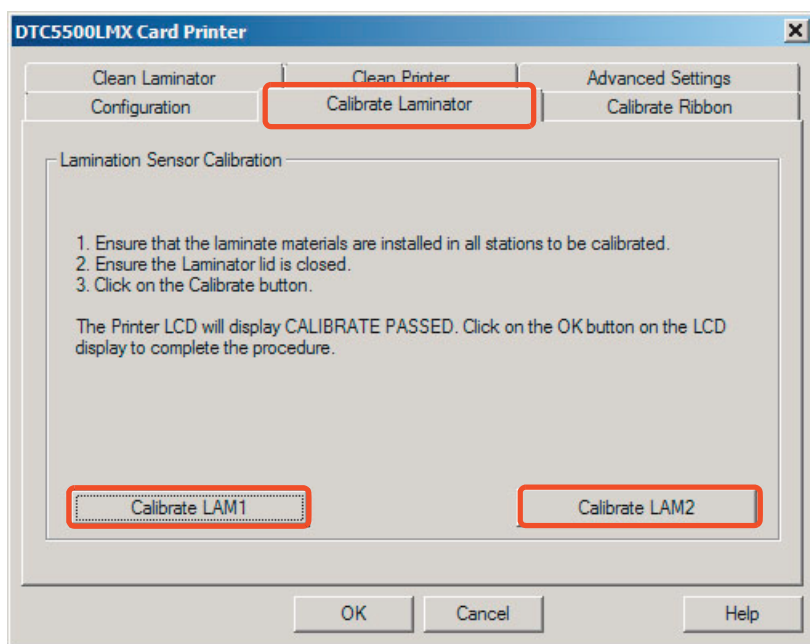 DTC5500LMX Card Printer
Clean Laminator
Clean Printer
Advanced Settings
Configuration
Calibrate Laminator
Calibrate Ribbon
Lamination Sensor Calibration
1. Ensure that the laminate materials are installed in all stations to be calibrated.
2. Ensure the Laminator lid is closed.
3. Click on the Calibrate button.
The Printer LCD will display CALIBRATE PASSED. Click on the OK button on the LCD
display to complete the procedure.
Calibrate LAM1
Calibrate LAM2
OK
Cancel
Help